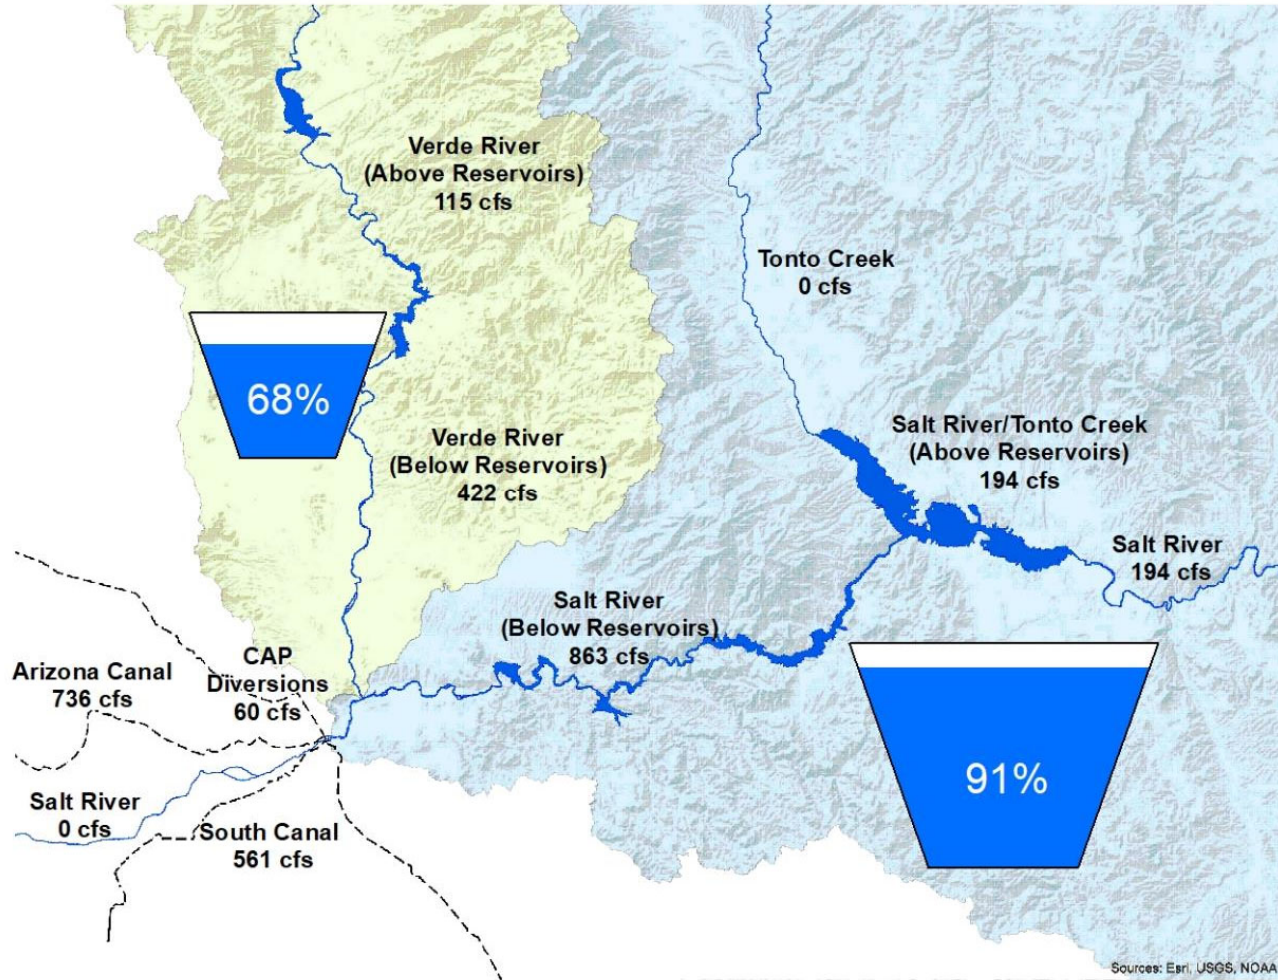 Verde River
(Above Reservoirs)
115 cfs
Tonto Creek
0 cfs
68%
Salt River/Tonto Creek
(Above Reservoirs)
194 cfs
Verde River
(Below Reservoirs)
422 cfs
Salt River
194 cfs
Salt River
(Below Reservoirs)
863 cfs
CAP
Diversions
60 cfs
Arizona Canal
736 cfs
91%
Salt River
0 cfs
South Canal
561 cfs
Sources: Esri, USGS, NOAA